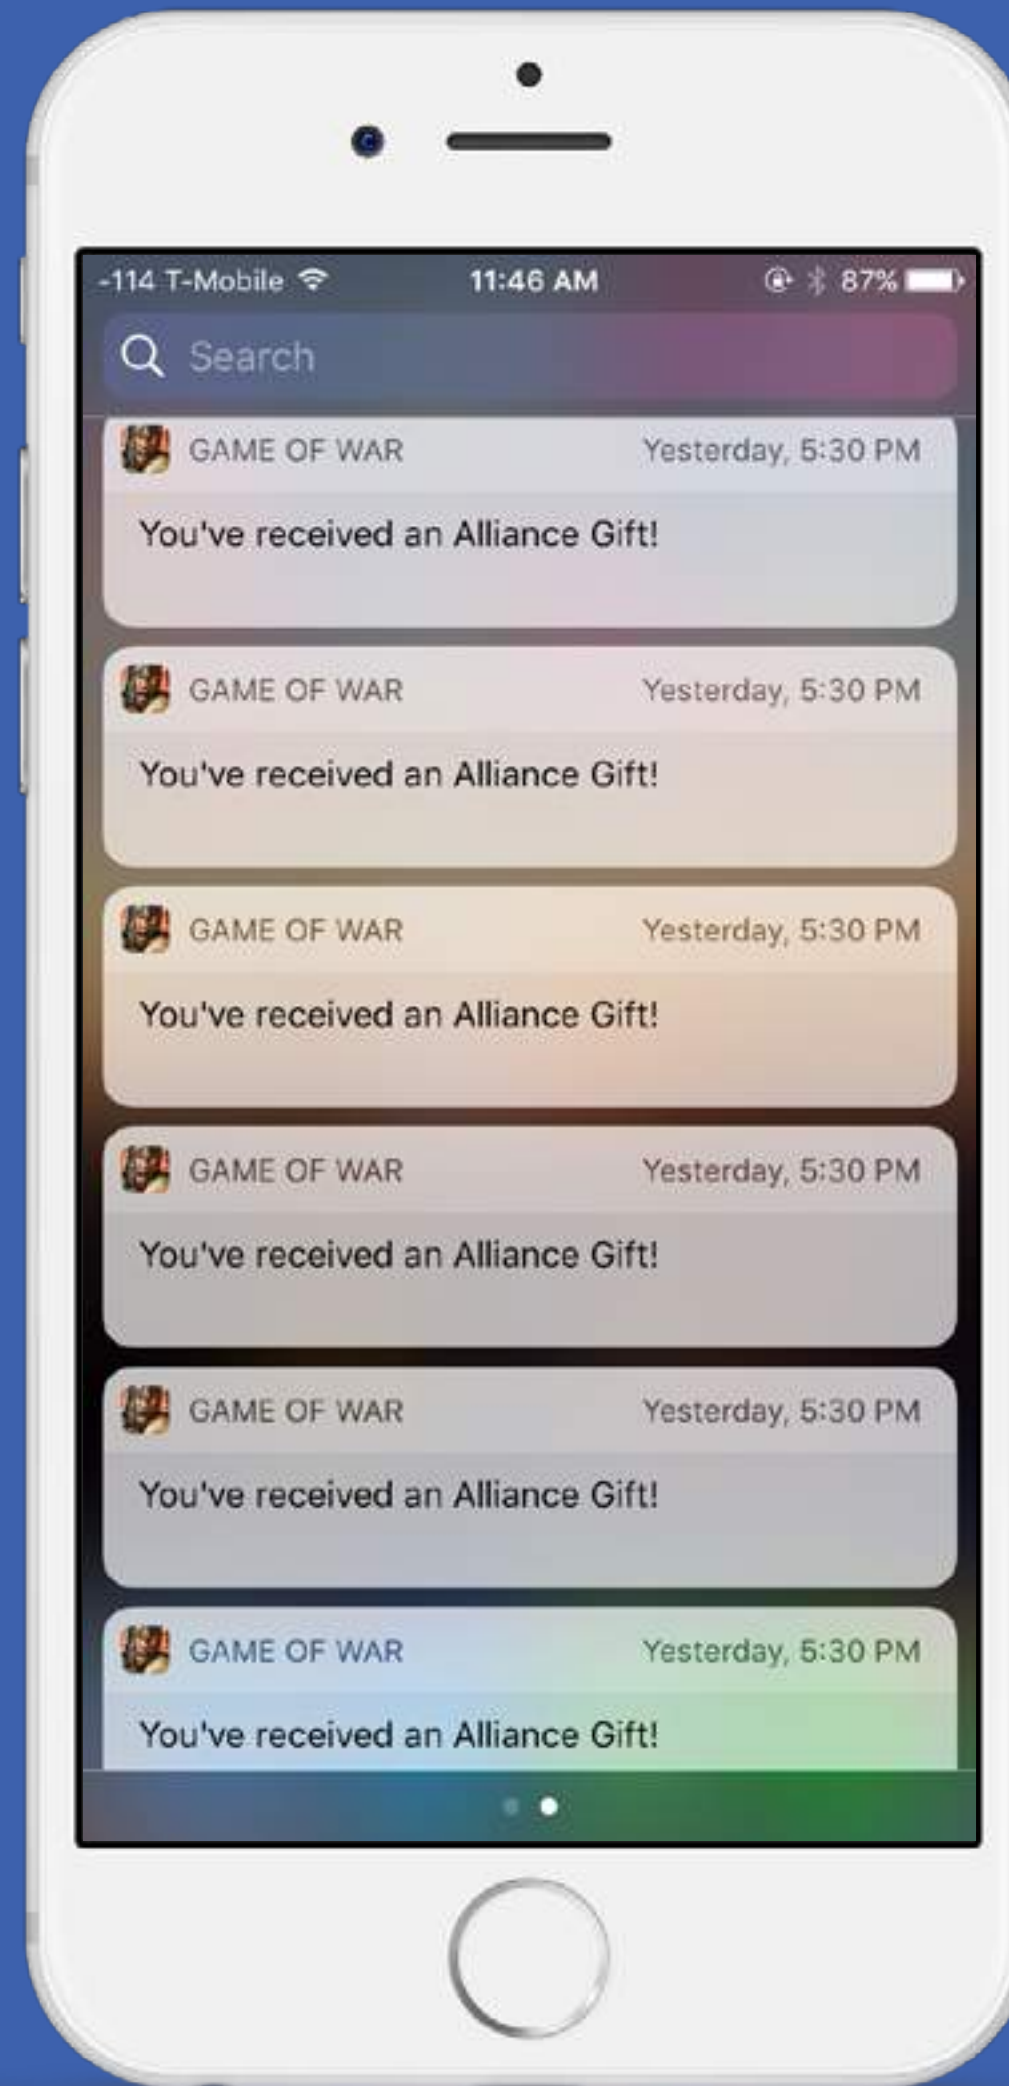 -114 T-Mobile 11:46 AM 87%
Search
GAME OF WAR Yesterday, 5:30 PM
You've received an Alliance Gift!
GAME OF WAR Yesterday, 5:30 PM
You've received an Alliance Gift!
GAME OF WAR Yesterday, 5:30 PM
You've received an Alliance Gift!
GAME OF WAR Yesterday, 5:30 PM
You've received an Alliance Gift!
GAME OF WAR Yesterday, 5:30 PM
You've received an Alliance Gift!
GAME OF WAR Yesterday, 5:30 PM
You've received an Alliance Gift!